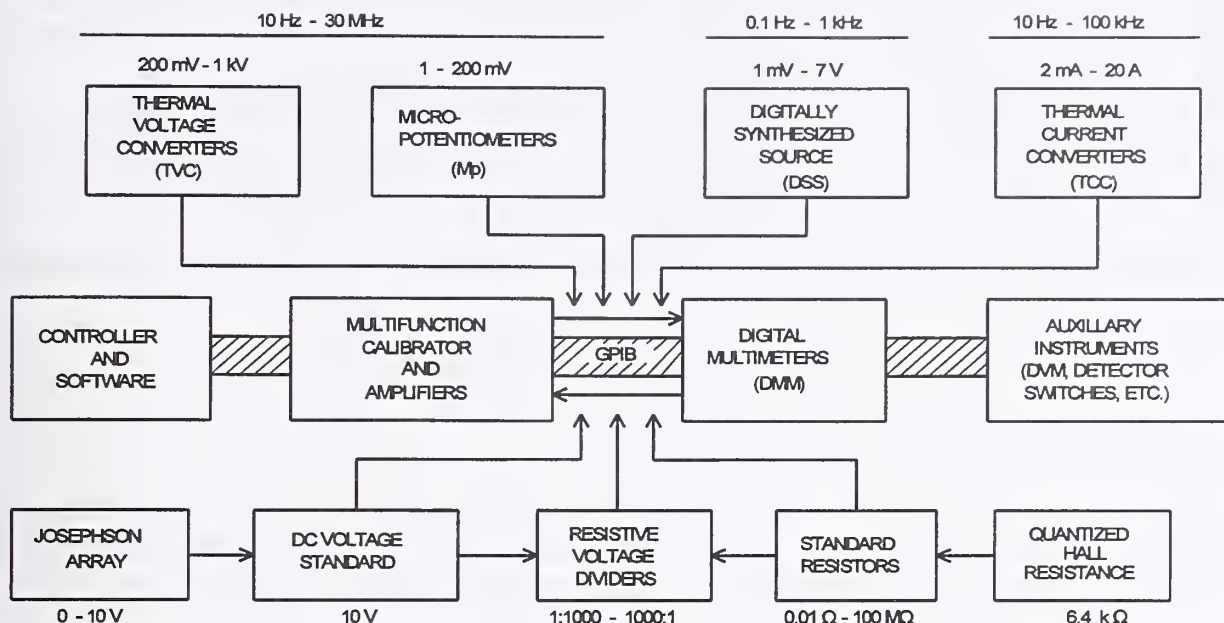 10 Hz - 30 MHz
0.1 Hz - 1 kHz
10 Hz - 100 kHz
200 mV - 1 kV
1 - 200 mV
1 mV - 7 V
2 mA - 20 A
THERMAL
VOLTAGE
CONVERTERS
(TVC)
MICRO-
POTENTIOMETERS
(Mp)
DIGITALLY
SYNTHESIZED
SOURCE
(DSS)
THERMAL
CURRENT
CONVERTERS
(TCC)
CONTROLLER
AND
SOFTWARE
MULTIFUNCTION
CALIBRATOR
AND
AMPLIFIERS
GPIB
DIGITAL
MULTIMETERS
(DMM)
AUXILLARY
INSTRUMENTS
(DVM, DETECTOR
SWITCHES, ETC.)
JOSEPHSON
ARRAY
DC VOLTAGE
STANDARD
RESISTIVE
VOLTAGE
DIVIDERS
STANDARD
RESISTORS
QUANTIZED
HALL
RESISTANCE
0 - 10 V
10 V
1:1000 - 1000:1
0.01 Ω - 100 MΩ
6.4 k Ω